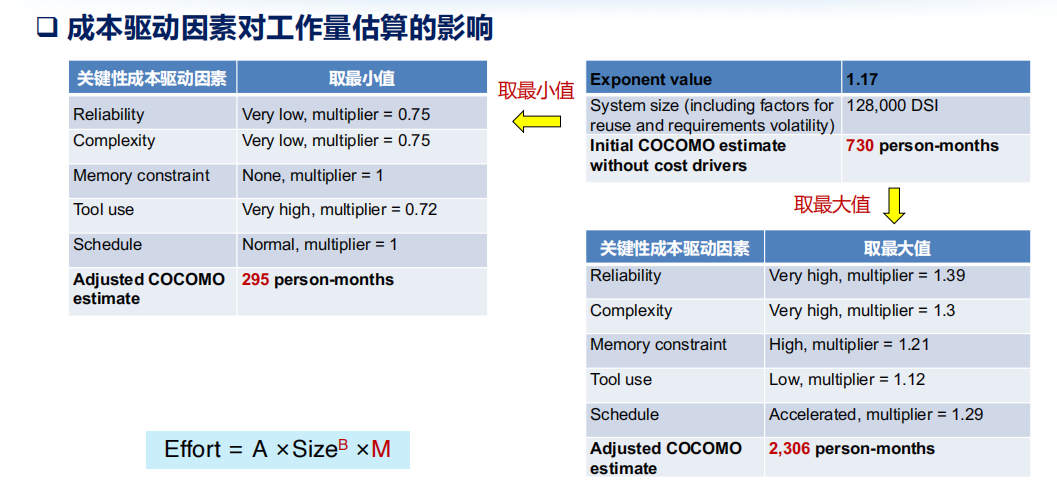 ❑ 成本驱动因素对工作量估算的影响
关键性成本驱动因素 取最小值
Reliability Very low, multiplier = 0.75
Complexity Very low, multiplier = 0.75
Memory constraint None, multiplier = 1
Tool use Very high, multiplier = 0.72
Schedule Normal, multiplier = 1
Adjusted COCOMO 295 person-months
estimate
取最小值
Exponent value 1.17
System size (including factors for 128,000 DSI
reuse and requirements volatility)
Initial COCOMO estimate 730 person-months
without cost drivers
取最大值
关键性成本驱动因素 取最大值
Reliability Very high, multiplier = 1.39
Complexity Very high, multiplier = 1.3
Memory constraint High, multiplier = 1.21
Tool use Low, multiplier = 1.12
Schedule Accelerated, multiplier = 1.29
Adjusted COCOMO 2,306 person-months
estimate
Effort = A ×Sizeᴮ ×M